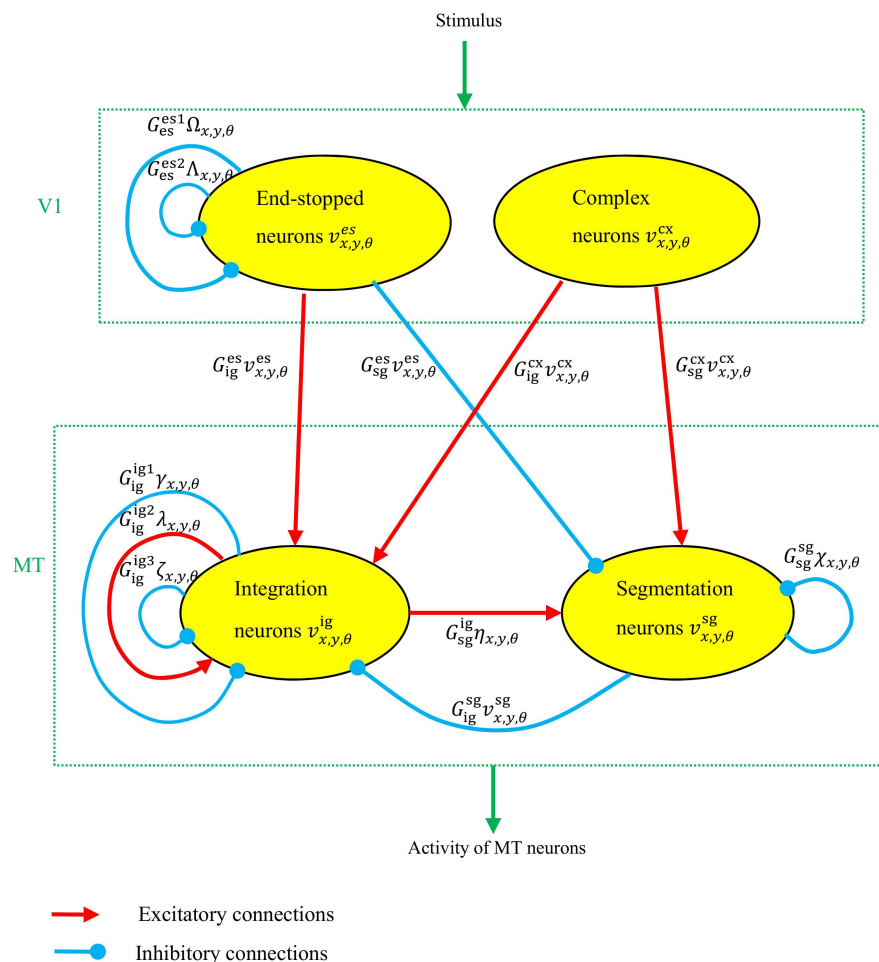 Stimulus
V1
G_es^es1 Ω_x,y,θ
G_es^es2 Λ_x,y,θ
End-stopped
neurons v_x,y,θ^es
Complex
neurons v_x,y,θ^cx
G_ig^es v_x,y,θ^es
G_sg^es v_x,y,θ^es
G_ig^cx v_x,y,θ^cx
G_sg^cx v_x,y,θ^cx
MT
G_ig^ig1 γ_x,y,θ
G_ig^ig2 λ_x,y,θ
G_ig^ig3 ζ_x,y,θ
Integration
neurons v_x,y,θ^ig
G_sg^ig η_x,y,θ
Segmentation
neurons v_x,y,θ^sg
G_sg^sg χ_x,y,θ
G_ig^sg v_x,y,θ^sg
Activity of MT neurons
Excitatory connections
Inhibitory connections